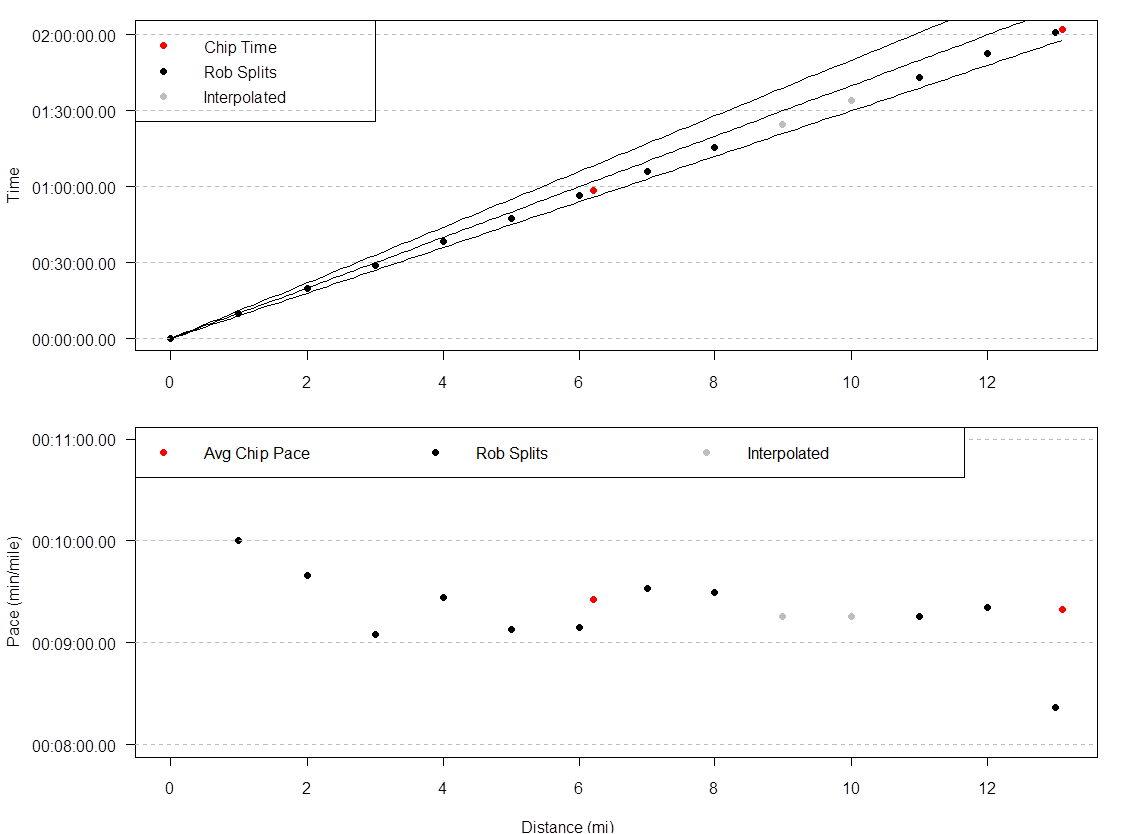 02:00:00.00
01:30:00.00
01:00:00.00
00:30:00.00
00:00:00.00
Time
Chip Time
Rob Splits
Interpolated
0 2 4 6 8 10 12
00:11:00.00
00:10:00.00
00:09:00.00
00:08:00.00
Pace (min/mile)
Avg Chip Pace Rob Splits Interpolated
0 2 4 6 8 10 12
Distance (mi)